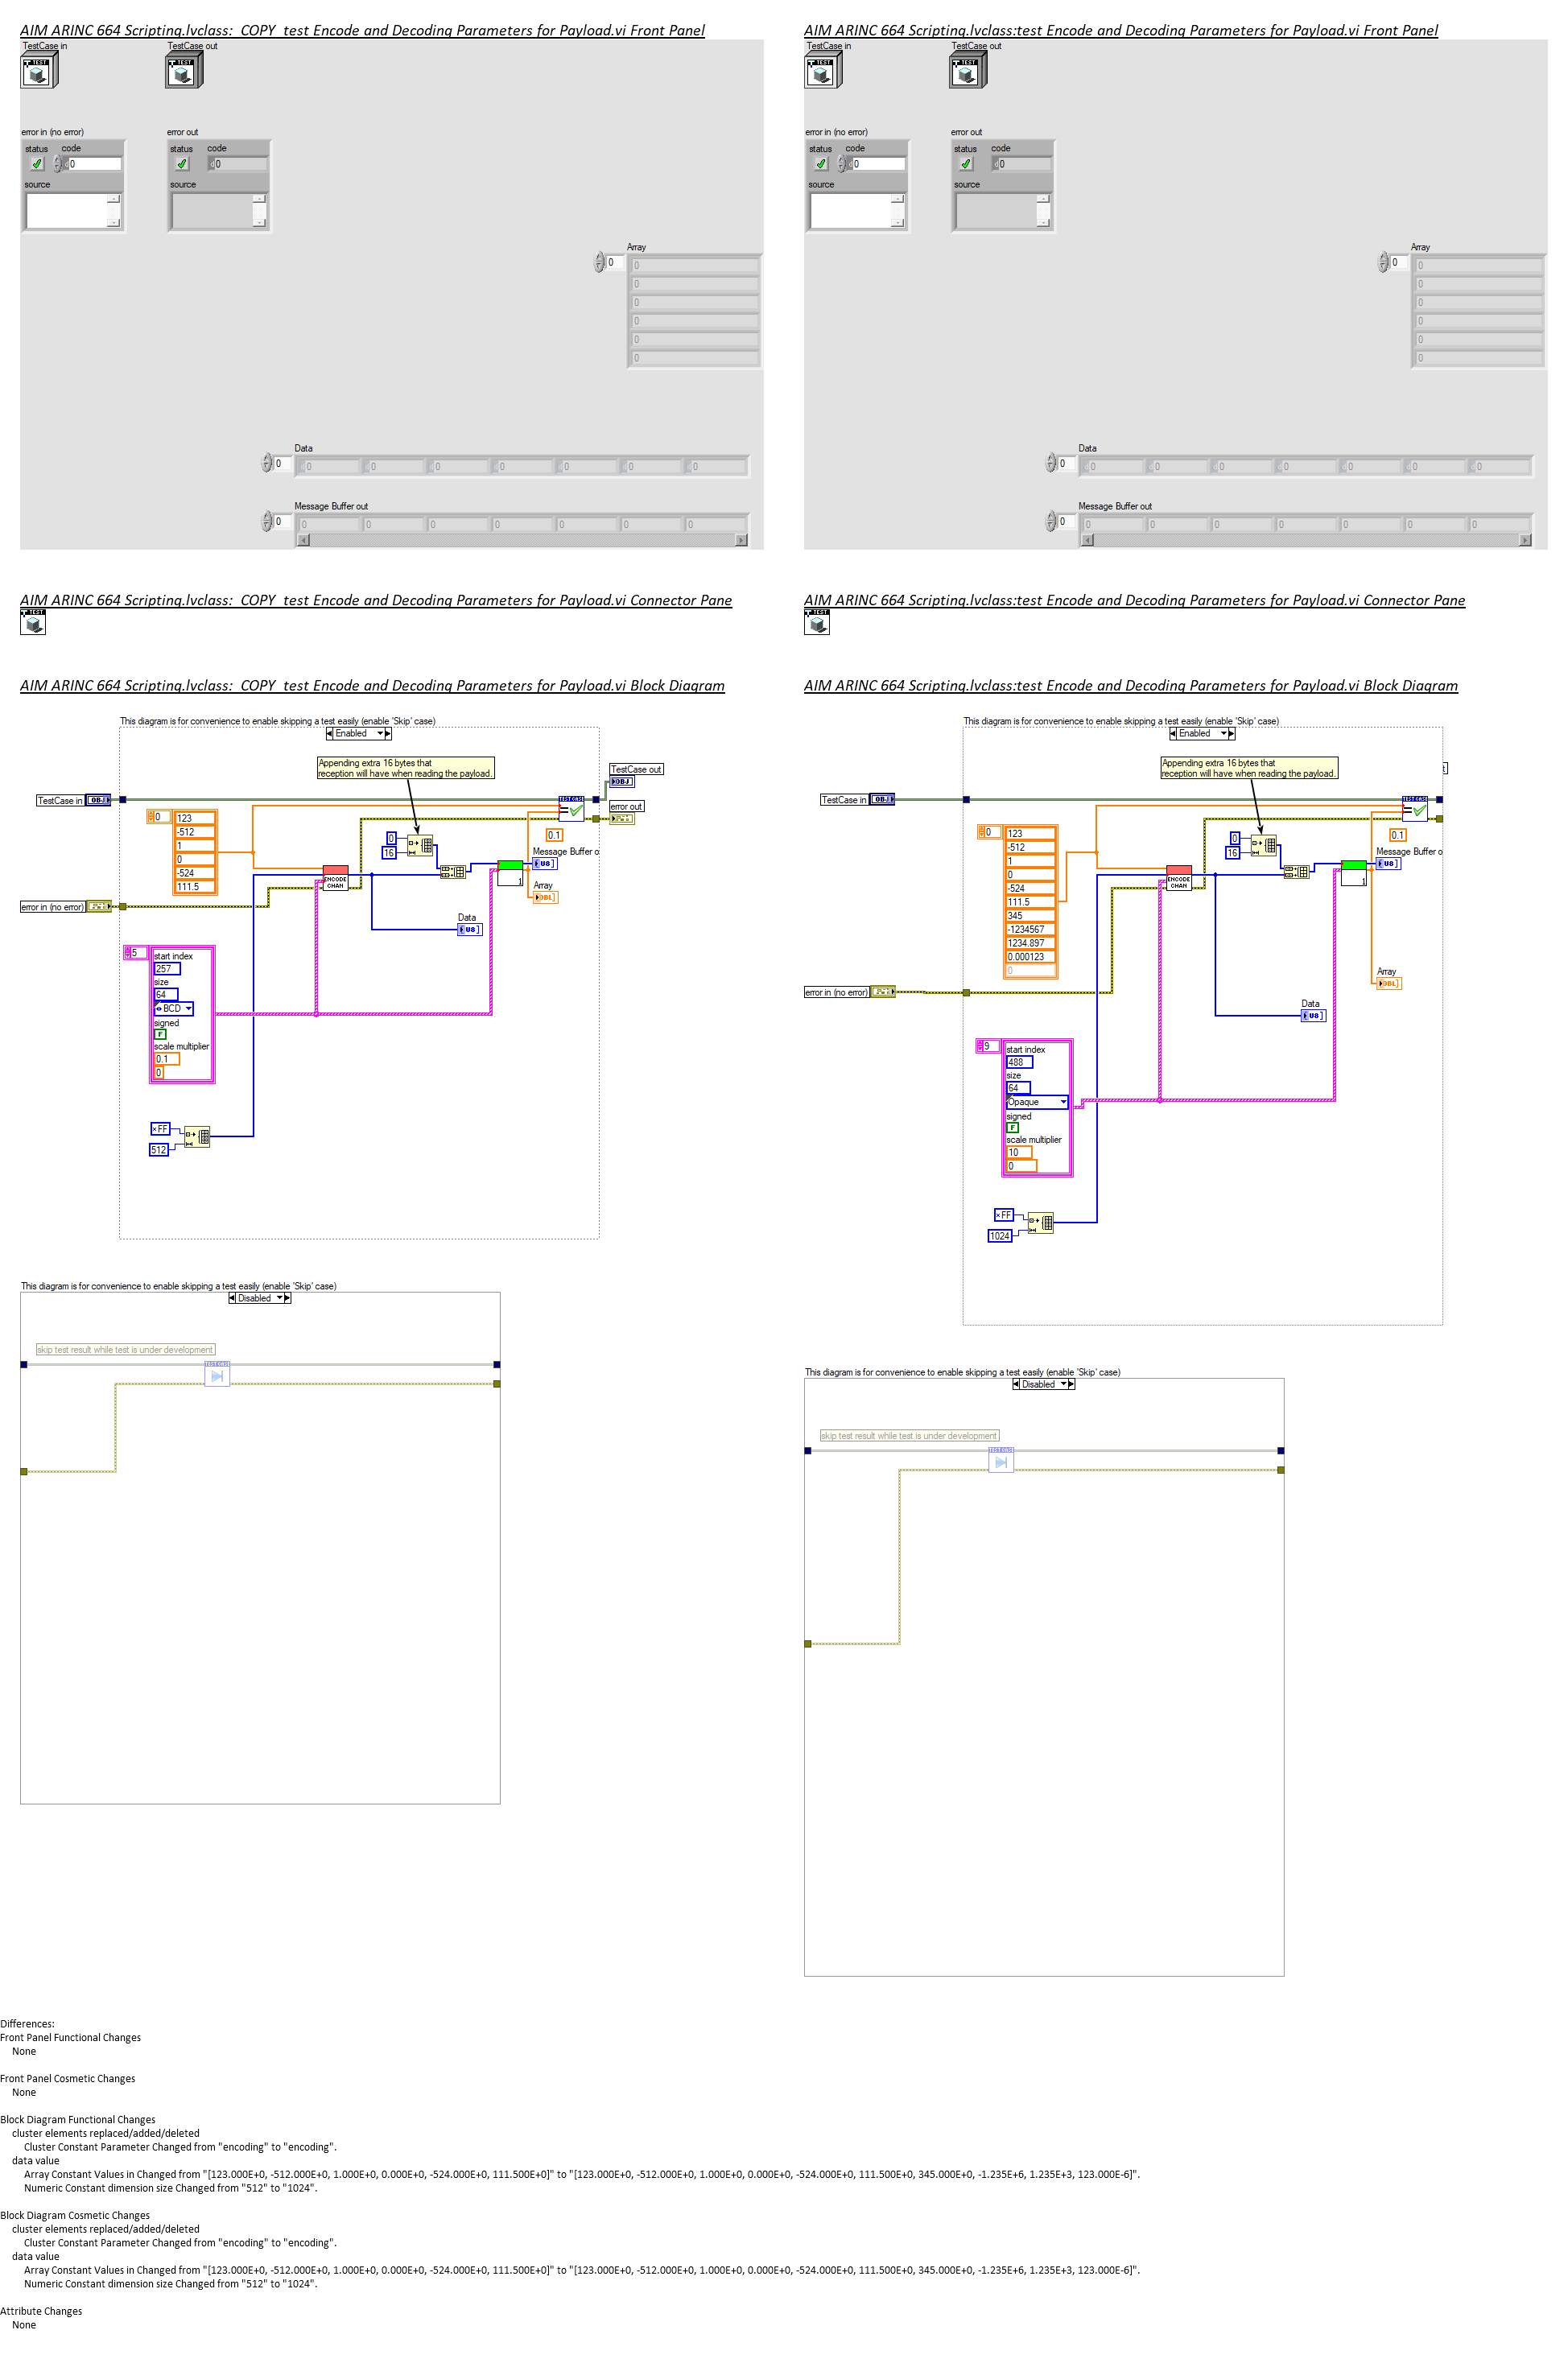 AIM ARINC 664 Scripting.lvclass:  COPY  test Encode and Decoding Parameters for Payload.vi Front Panel
TestCase in
TestCase out
TEST
TEST
error in (no error)
error out
status
code
status
code
0
0
source
source
Array
0
0
0
0
0
0
0
Data
0
0
0
0
0
0
0
0
Message Buffer out
0
0
0
0
0
0
0
0
AIM ARINC 664 Scripting.lvclass:test Encode and Decoding Parameters for Payload.vi Front Panel
TestCase in
TestCase out
TEST
TEST
error in (no error)
error out
status
code
status
code
0
0
source
source
Array
0
0
0
0
0
0
0
Data
0
0
0
0
0
0
0
0
Message Buffer out
0
0
0
0
0
0
0
0
AIM ARINC 664 Scripting.lvclass:  COPY  test Encode and Decoding Parameters for Payload.vi Connector Pane
TEST
AIM ARINC 664 Scripting.lvclass:test Encode and Decoding Parameters for Payload.vi Connector Pane
TEST
AIM ARINC 664 Scripting.lvclass:  COPY  test Encode and Decoding Parameters for Payload.vi Block Diagram
This diagram is for convenience to enable skipping a test easily (enable 'Skip' case)
Enabled
Appending extra 16 bytes that
reception will have when reading the payload.
TestCase out
OBJ
TestCase in
OBJ
TEST CASE
error out
0
123
-512
1
0
-524
111.5
0
16
0.1
Message Buffer o
U8
ENCODE
CHAN
1
Array
DBL
error in (no error)
Data
U8
5
start index
257
size
64
BCD
signed
F
scale multiplier
0.1
0
×FF
512
This diagram is for convenience to enable skipping a test easily (enable 'Skip' case)
Disabled
skip test result while test is under development
AIM ARINC 664 Scripting.lvclass:test Encode and Decoding Parameters for Payload.vi Block Diagram
This diagram is for convenience to enable skipping a test easily (enable 'Skip' case)
Enabled
Appending extra 16 bytes that
reception will have when reading the payload.
TestCase in
OBJ
TEST CASE
0
123
-512
1
0
-524
111.5
345
-1234567
1234.897
0.000123
0
0
16
0.1
Message Buffer o
U8
ENCODE
CHAN
1
Array
DBL
error in (no error)
Data
U8
9
start index
488
size
64
Opaque
signed
F
scale multiplier
10
0
×FF
1024
This diagram is for convenience to enable skipping a test easily (enable 'Skip' case)
Disabled
skip test result while test is under development
Differences:
Front Panel Functional Changes
None
Front Panel Cosmetic Changes
None
Block Diagram Functional Changes
cluster elements replaced/added/deleted
Cluster Constant Parameter Changed from "encoding" to "encoding".
data value
Array Constant Values in Changed from "[123.000E+0, -512.000E+0, 1.000E+0, 0.000E+0, -524.000E+0, 111.500E+0]" to "[123.000E+0, -512.000E+0, 1.000E+0, 0.000E+0, -524.000E+0, 111.500E+0, 345.000E+0, -1.235E+6, 1.235E+3, 123.000E-6]".
Numeric Constant dimension size Changed from "512" to "1024".
Block Diagram Cosmetic Changes
cluster elements replaced/added/deleted
Cluster Constant Parameter Changed from "encoding" to "encoding".
data value
Array Constant Values in Changed from "[123.000E+0, -512.000E+0, 1.000E+0, 0.000E+0, -524.000E+0, 111.500E+0]" to "[123.000E+0, -512.000E+0, 1.000E+0, 0.000E+0, -524.000E+0, 111.500E+0, 345.000E+0, -1.235E+6, 1.235E+3, 123.000E-6]".
Numeric Constant dimension size Changed from "512" to "1024".
Attribute Changes
None